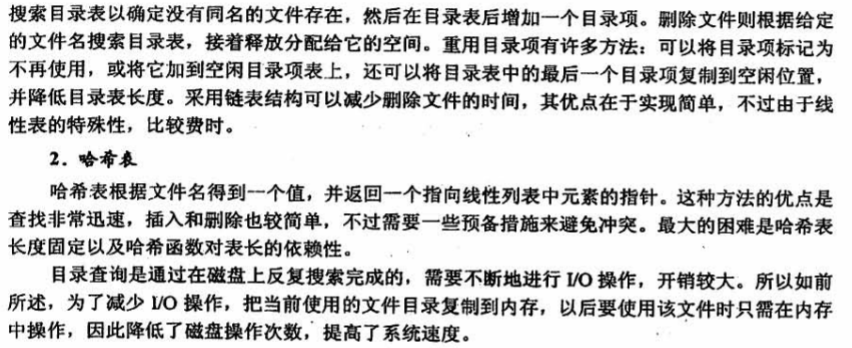 搜索目录表以确定没有同名的文件存在，然后在目录表后增加一个目录项。删除文件则根据给定
的文件名搜索目录表，接着释放分配给它的空间。重用目录项有许多方法：可以将目录项标记为
不再使用，或将它加到空闲目录项表上，还可以将目录表中的最后一个目录项复制到空闲位置，
并降低目录表长度。采用链表结构可以减少删除文件的时间，其优点在于实现简单，不过由于线
性表的特殊性，比较费时。
2．哈希表
哈希表根据文件名得到一个值，并返回一个指向线性列表中元素的指针。这种方法的优点是
查找非常迅速，插入和删除也较简单，不过需要一些预备措施来避免冲突。最大的困难是哈希表
长度固定以及哈希函数对表长的依赖性。
目录查询是通过在磁盘上反复搜索完成的，需要不断地进行 I/O 操作，开销较大。所以如前
所述，为了减少 I/O 操作，把当前使用的文件目录复制到内存，以后要使用该文件时只需在内存
中操作，因此降低了磁盘操作次数，提高了系统速度。